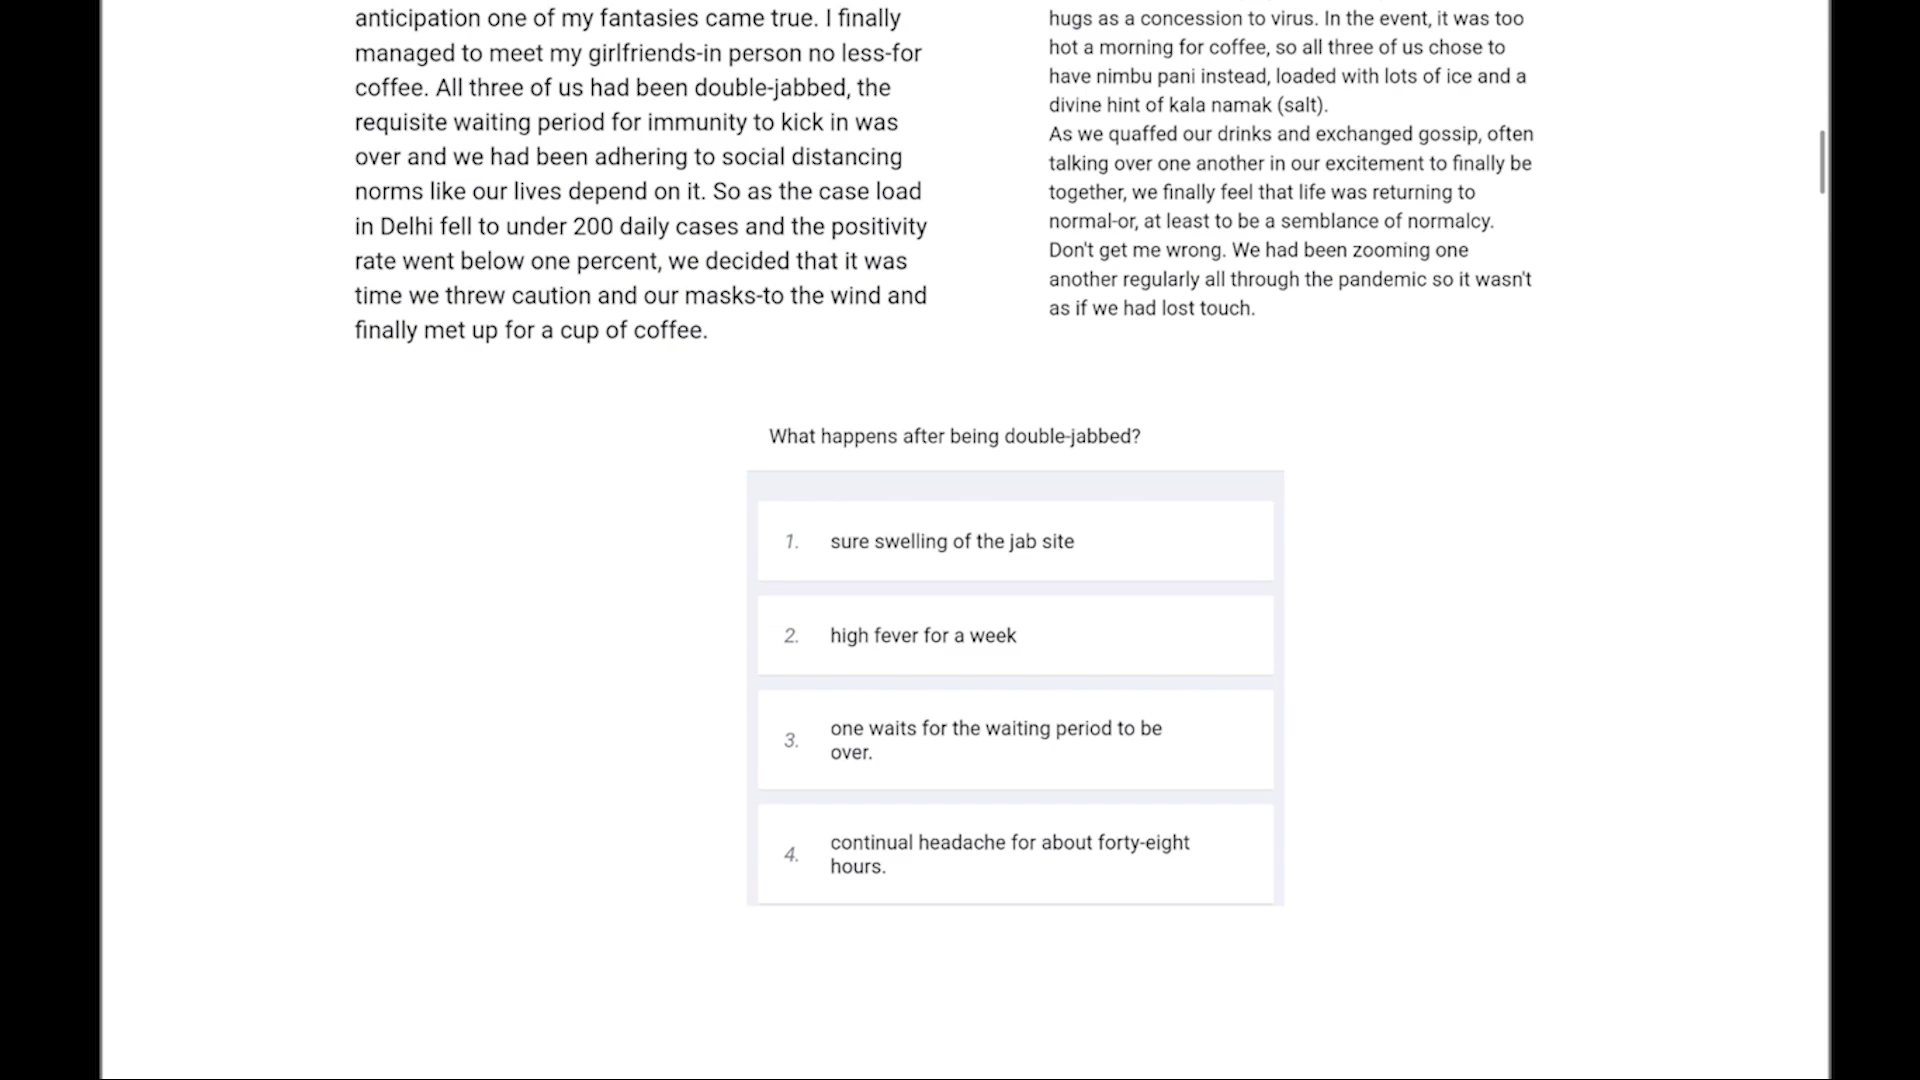 anticipation one of my fantasies came true. I finally
managed to meet my girlfriends-in person no less-for
coffee. All three of us had been double-jabbed, the
requisite waiting period for immunity to kick in was
over and we had been adhering to social distancing
norms like our lives depend on it. So as the case load
in Delhi fell to under 200 daily cases and the positivity
rate went below one percent, we decided that it was
time we threw caution and our masks-to the wind and
finally met up for a cup of coffee.
hugs as a concession to virus. In the event, it was too
hot a morning for coffee, so all three of us chose to
have nimbu pani instead, loaded with lots of ice and a
divine hint of kala namak (salt).
As we quaffed our drinks and exchanged gossip, often
talking over one another in our excitement to finally be
together, we finally feel that life was returning to
normal-or, at least to be a semblance of normalcy.
Don't get me wrong. We had been zooming one
another regularly all through the pandemic so it wasn't
as if we had lost touch.
What happens after being double-jabbed?
1. sure swelling of the jab site
2. high fever for a week
3. one waits for the waiting period to be
over.
4. continual headache for about forty-eight
hours.